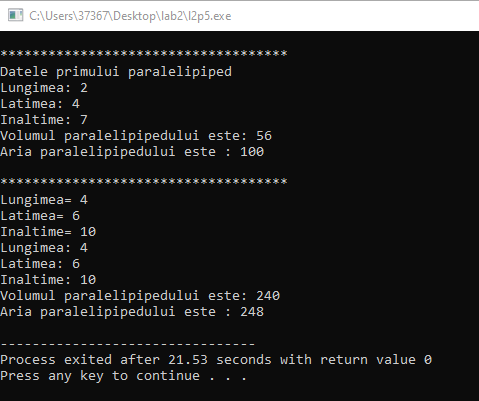 C:\Users\37367\Desktop\lab2\l2p5.exe
************************************
Datele primului paralelipiped
Lungimea: 2
Latimea: 4
Inaltime: 7
Volumul paralelipipedului este: 56
Aria paralelipipedului este : 100
************************************
Lungimea= 4
Latimea= 6
Inaltime= 10
Lungimea: 4
Latimea: 6
Inaltime: 10
Volumul paralelipipedului este: 240
Aria paralelipipedului este : 248
--------------------------------
Process exited after 21.53 seconds with return value 0
Press any key to continue . . .